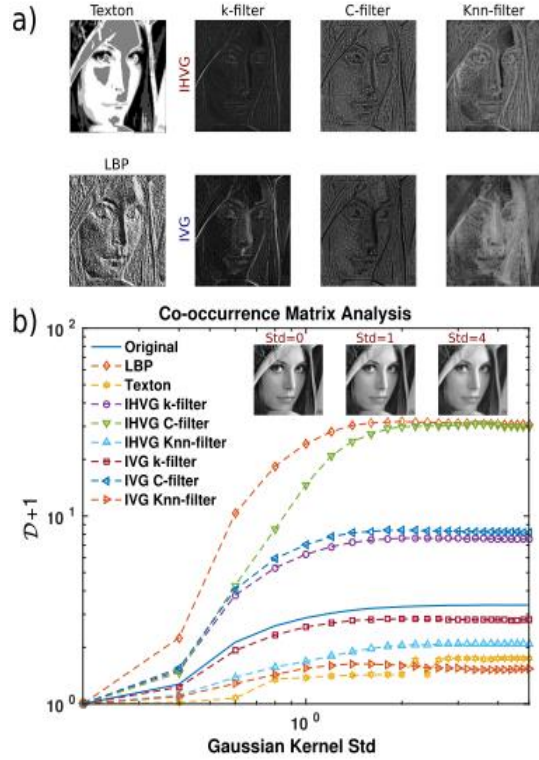 a)
Texton
k-filter
C-filter
Knn-filter
IHVG
LBP
IVG
b)
Co-occurrence Matrix Analysis
10^2
Original
LBP
Texton
IHVG k-filter
IHVG C-filter
IHVG Knn-filter
IVG k-filter
IVG C-filter
IVG Knn-filter
Std=0
Std=1
Std=4
10^1
𝒟+1
10^0
10^0
Gaussian Kernel Std